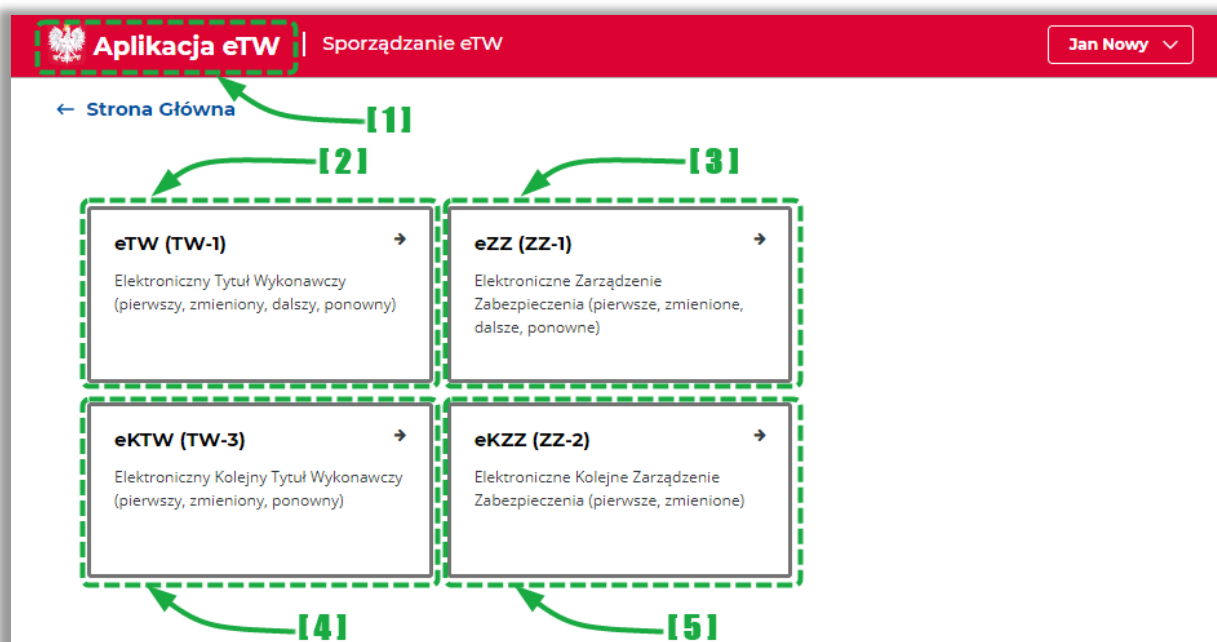 Aplikacja eTW | Sporządzanie eTW
Jan Nowy
← Strona Główna
[1]
[2]
[3]
eTW (TW-1) →
Elektroniczny Tytuł Wykonawczy
(pierwszy, zmieniony, dalszy, ponowny)
eZZ (ZZ-1) →
Elektroniczne Zarządzenie
Zabezpieczenia (pierwsze, zmienione,
dalsze, ponowne)
eKTW (TW-3) →
Elektroniczny Kolejny Tytuł Wykonawczy
(pierwszy, zmieniony, ponowny)
eKZZ (ZZ-2) →
Elektroniczne Kolejne Zarządzenie
Zabezpieczenia (pierwsze, zmienione)
[4]
[5]